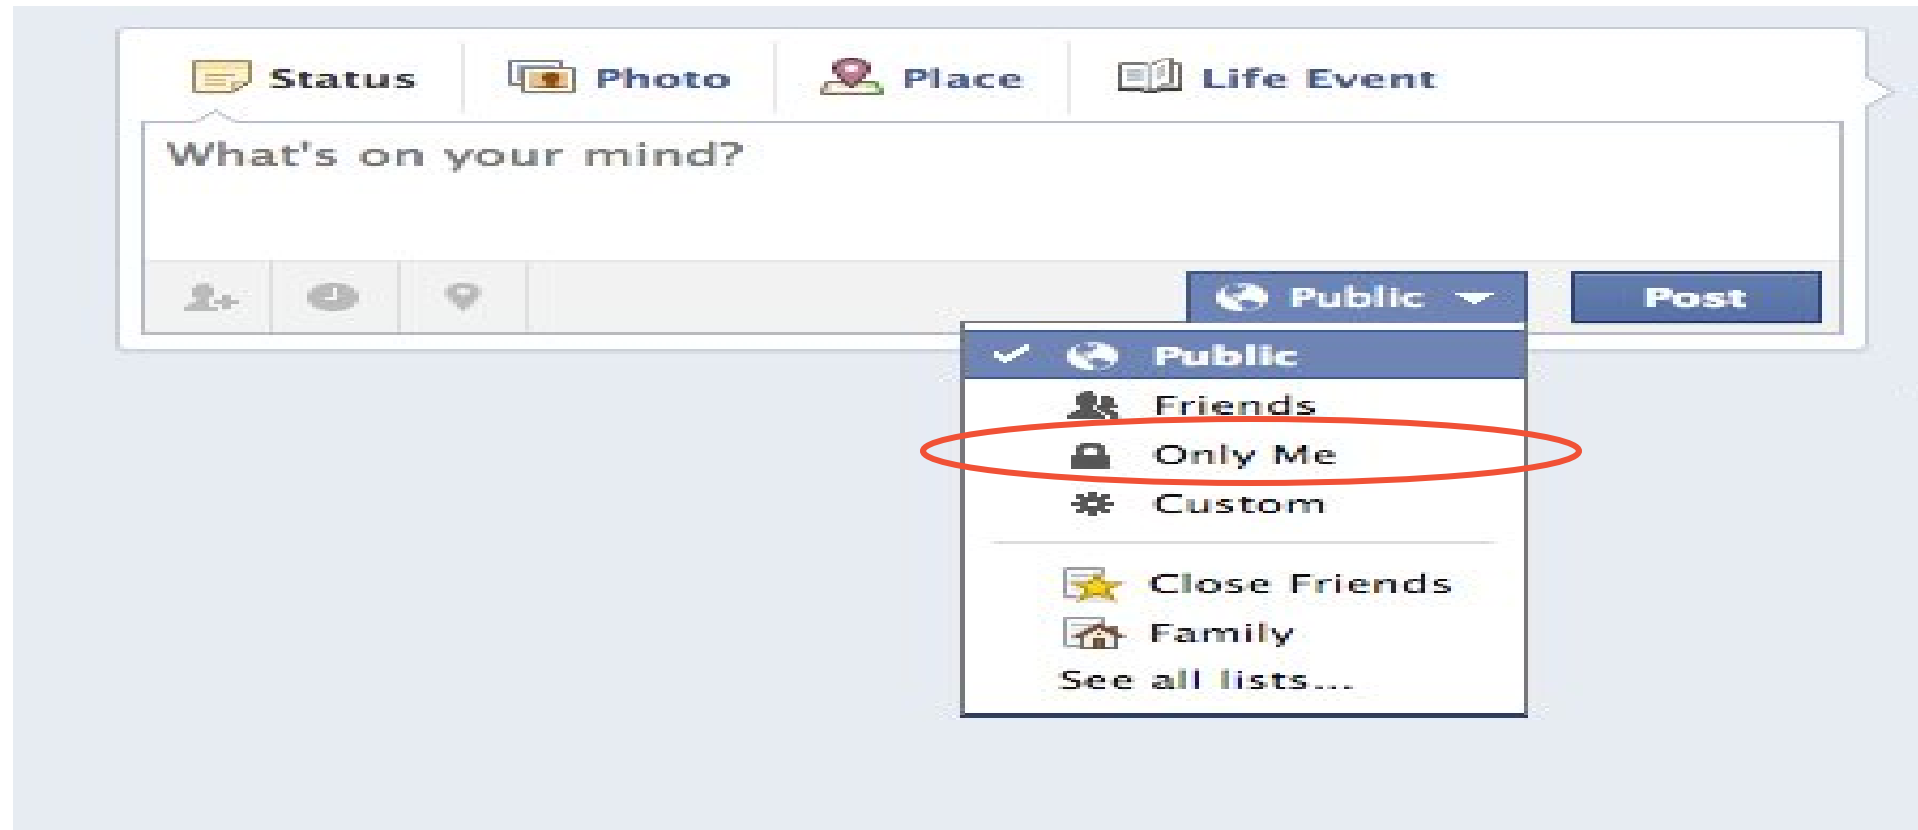 Status Photo Place Life Event
What's on your mind?
Public Post
Public
Friends
Only Me
Custom
Close Friends
Family
See all lists...